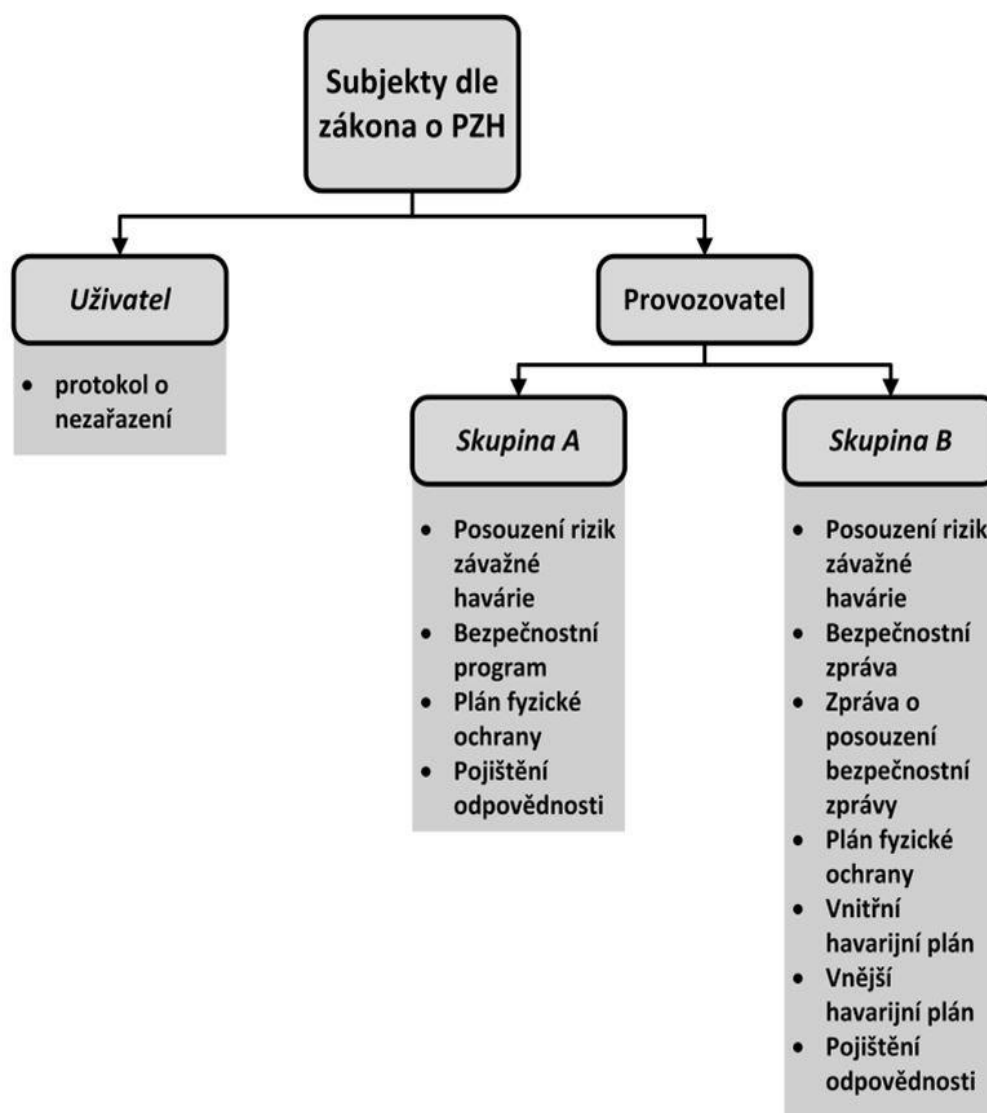 Subjekty dle
zákona o PZH
Uživatel
• protokol o
nezařazení
Provozovatel
Skupina A
• Posouzení rizik
závažné
havárie
• Bezpečnostní
program
• Plán fyzické
ochrany
• Pojištění
odpovědnosti
Skupina B
• Posouzení rizik
závažné
havárie
• Bezpečnostní
zpráva
• Zpráva o
posouzení
bezpečnostní
zprávy
• Plán fyzické
ochrany
• Vnitřní
havarijní plán
• Vnější
havarijní plán
• Pojištění
odpovědnosti